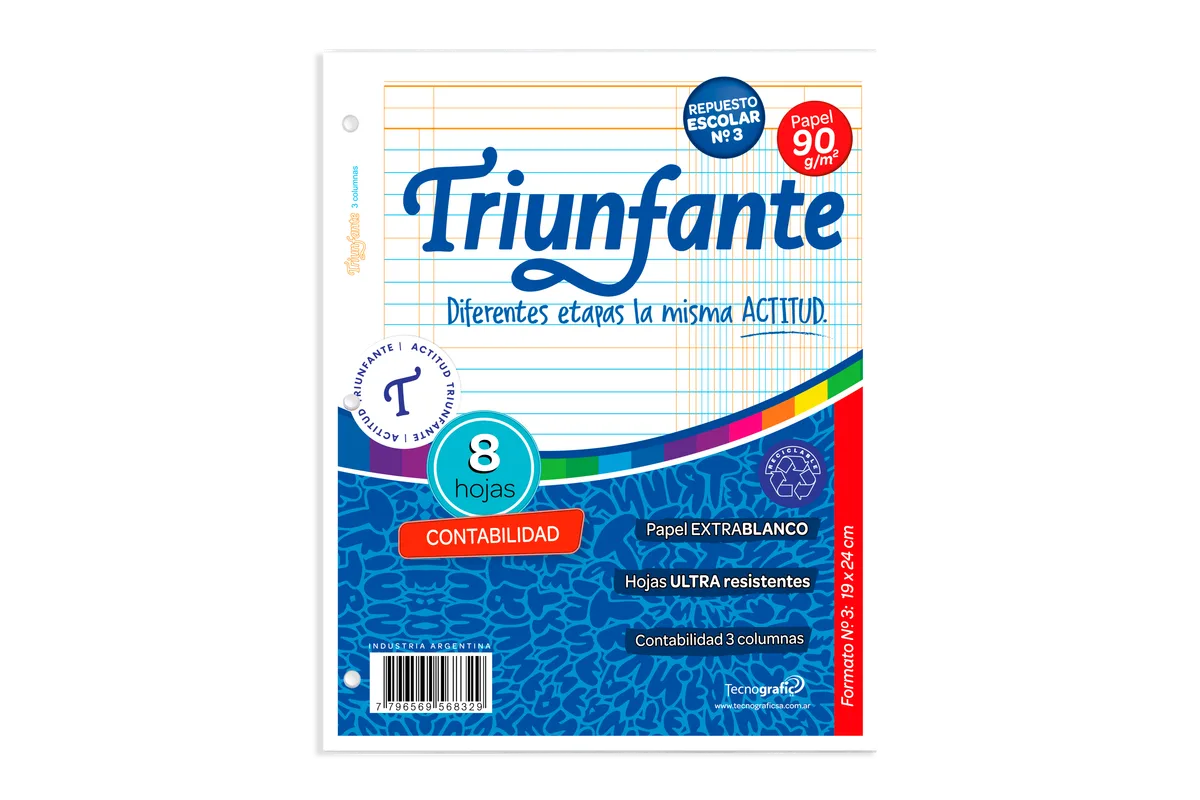 REPUESTO
ESCOLAR
Nº 3
Papel
90
g/m²
Triunfante
Diferentes etapas la misma ACTITUD.
Triunfante 3 columnas
ACTITUD TRIUNFANTE | ACTITUD TRIUNFANTE |
T
8
hojas
CONTABILIDAD
RECICLABLE
Papel EXTRABLANCO
Hojas ULTRA resistentes
Contabilidad 3 columnas
Formato Nº 3: 19 x 24 cm
INDUSTRIA ARGENTINA
7 796569 568329
Tecnografic
www.tecnograficsa.com.ar